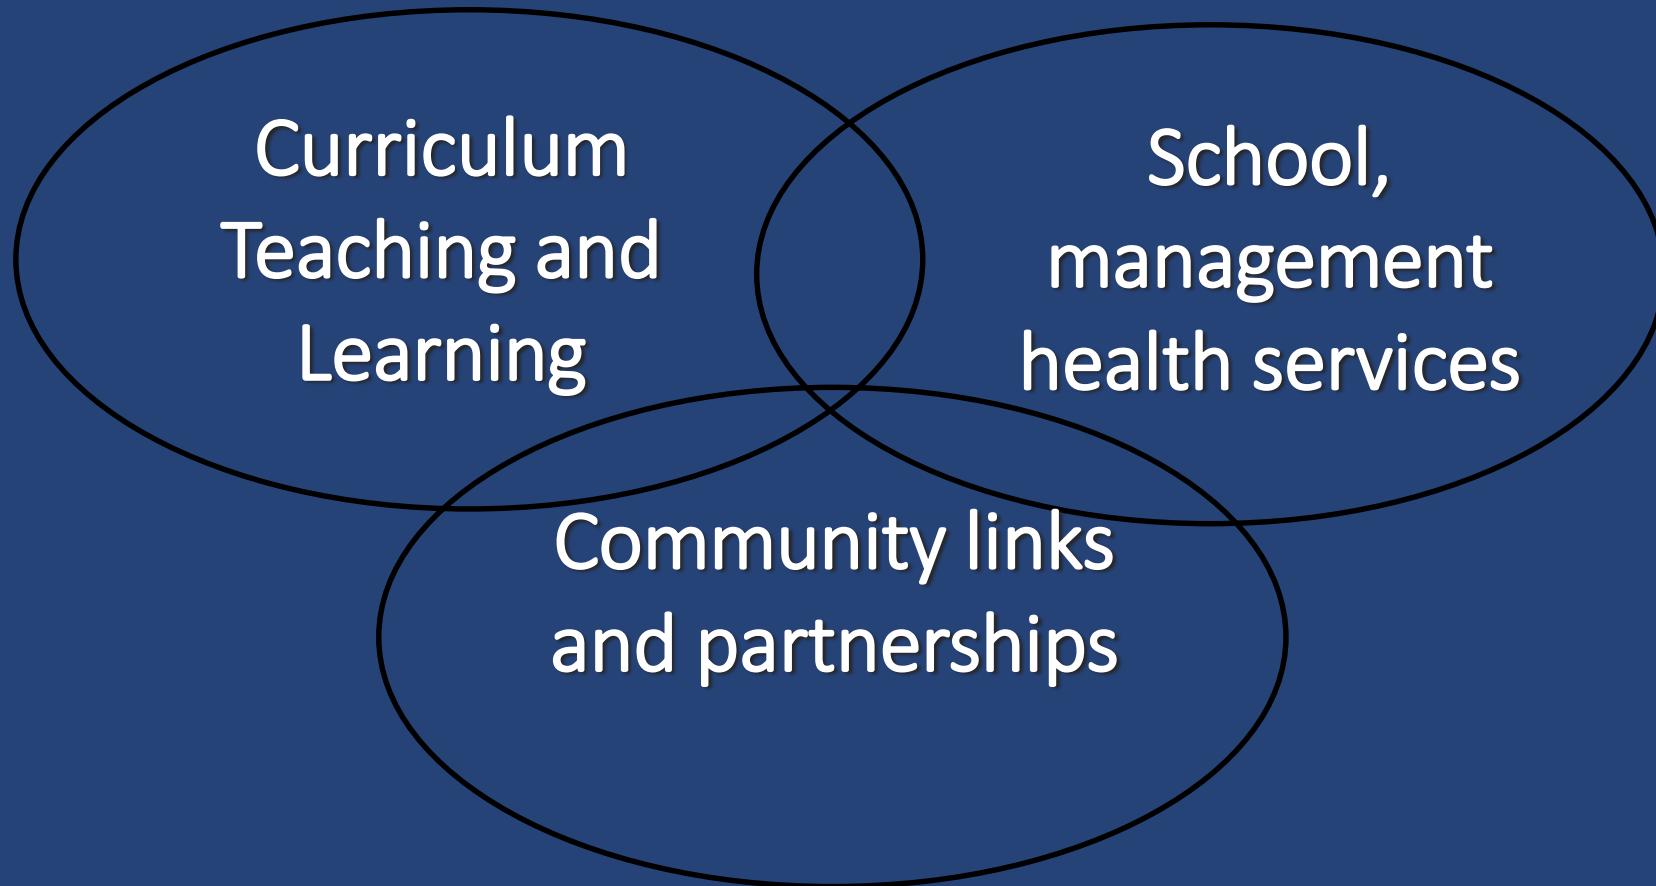 Curriculum
Teaching and
Learning
School,
management
health services
Community links
and partnerships